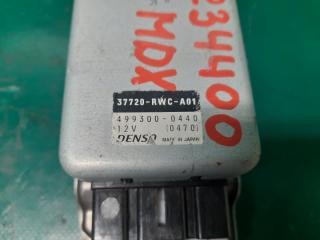 234400
MDX
37720-RWC-A01
499300-0440
12V (0470)
DENSO MADE IN JAPAN